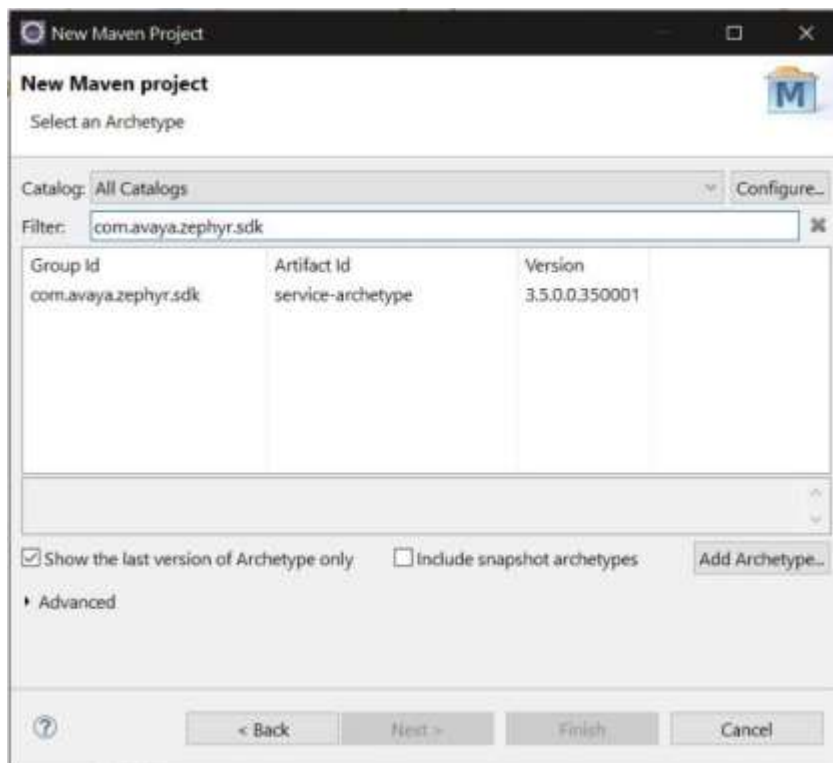 New Maven Project
New Maven project
M
Select an Archetype
Catalog: All Catalogs Configure...
Filter: com.avaya.zephyr.sdk
Group Id Artifact Id Version
com.avaya.zephyr.sdk service-archetype 3.5.0.0.350001
Show the last version of Archetype only Include snapshot archetypes Add Archetype...
Advanced
? < Back Next > Finish Cancel